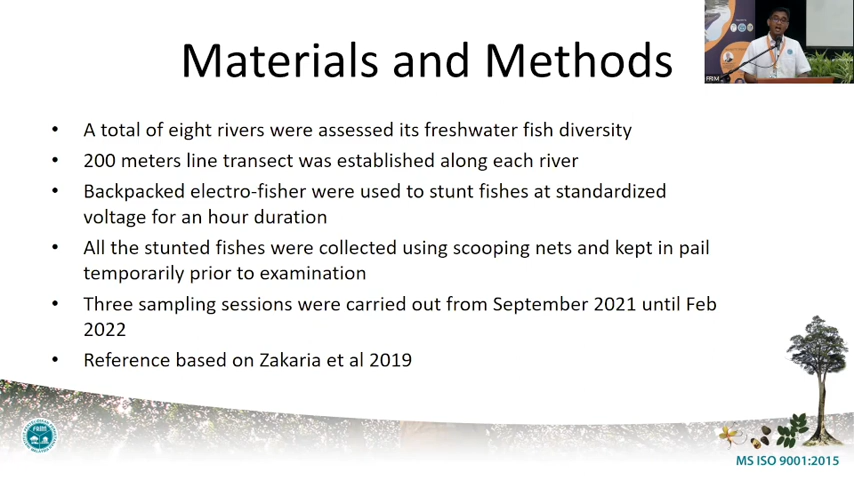 Materials and Methods
• A total of eight rivers were assessed its freshwater fish diversity
• 200 meters line transect was established along each river
• Backpacked electro-fisher were used to stunt fishes at standardized
voltage for an hour duration
• All the stunted fishes were collected using scooping nets and kept in pail
temporarily prior to examination
• Three sampling sessions were carried out from September 2021 until Feb
2022
• Reference based on Zakaria et al 2019
FRIM
FRIM
MS ISO 9001:2015